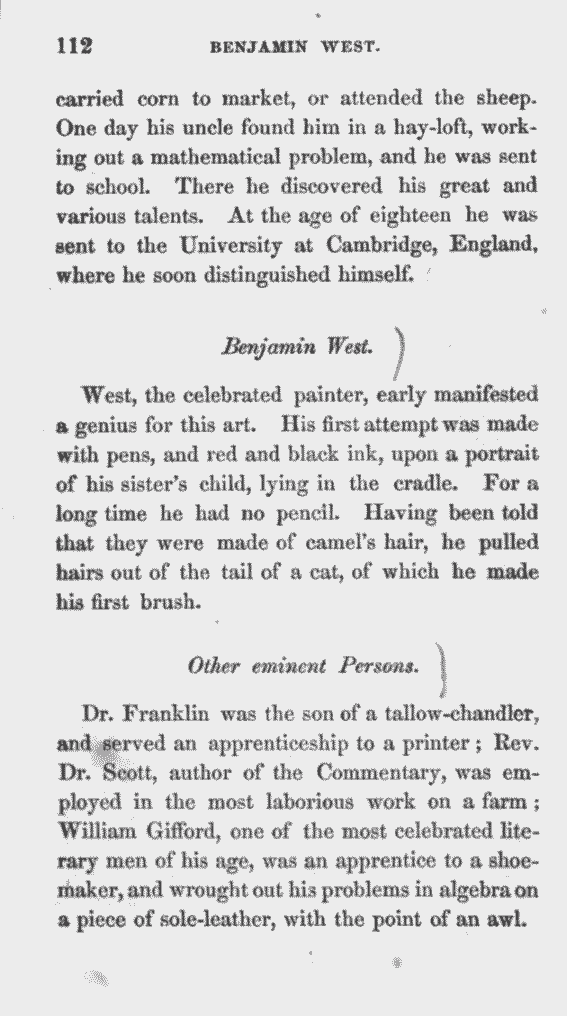 112 BENJAMIN WEST.
carried corn to market, or attended the sheep.
One day his uncle found him in a hay-loft, work-
ing out a mathematical problem, and he was sent
to school. There he discovered his great and
various talents. At the age of eighteen he was
sent to the University at Cambridge, England,
where he soon distinguished himself.
Benjamin West.
West, the celebrated painter, early manifested
a genius for this art. His first attempt was made
with pens, and red and black ink, upon a portrait
of his sister's child, lying in the cradle. For a
long time he had no pencil. Having been told
that they were made of camel's hair, he pulled
hairs out of the tail of a cat, of which he made
his first brush.
Other eminent Persons.
Dr. Franklin was the son of a tallow-chandler,
and served an apprenticeship to a printer; Rev.
Dr. Scott, author of the Commentary, was em-
ployed in the most laborious work on a farm;
William Gifford, one of the most celebrated lite-
rary men of his age, was an apprentice to a shoe-
maker, and wrought out his problems in algebra on
a piece of sole-leather, with the point of an awl.